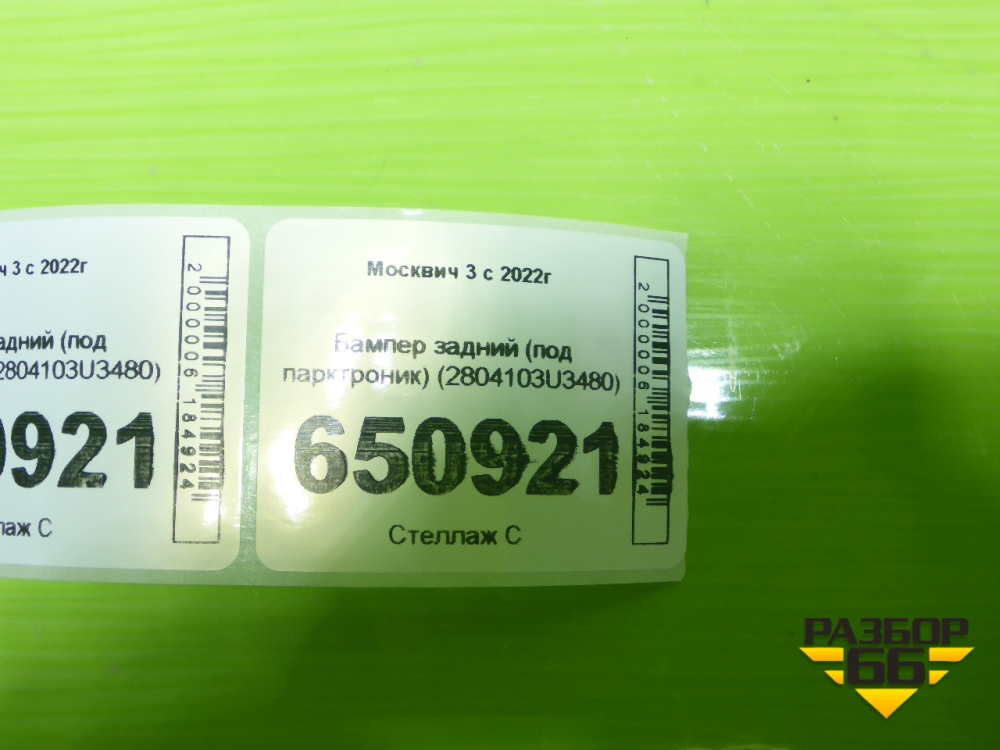 ч 3 с 2022г
адний (под
2804103U3480)
0921
лаж С
2000006184924
Москвич 3 с 2022г
Бампер задний (под
парктроник) (2804103U3480)
650921
Стеллаж С
2000006184924
РАЗБОР
66